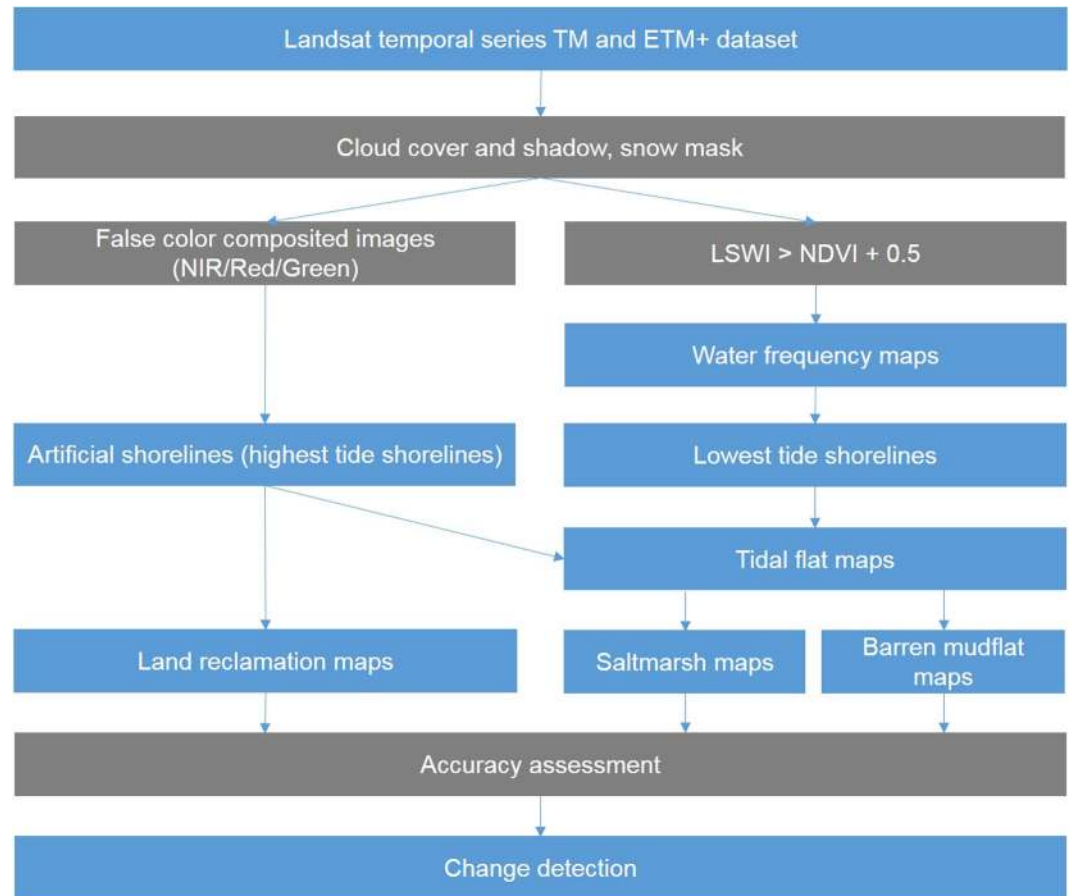 Landsat temporal series TM and ETM+ dataset
Cloud cover and shadow, snow mask
False color composited images
(NIR/Red/Green)
LSWI > NDVI + 0.5
Water frequency maps
Artificial shorelines (highest tide shorelines)
Lowest tide shorelines
Tidal flat maps
Land reclamation maps
Saltmarsh maps
Barren mudflat
maps
Accuracy assessment
Change detection